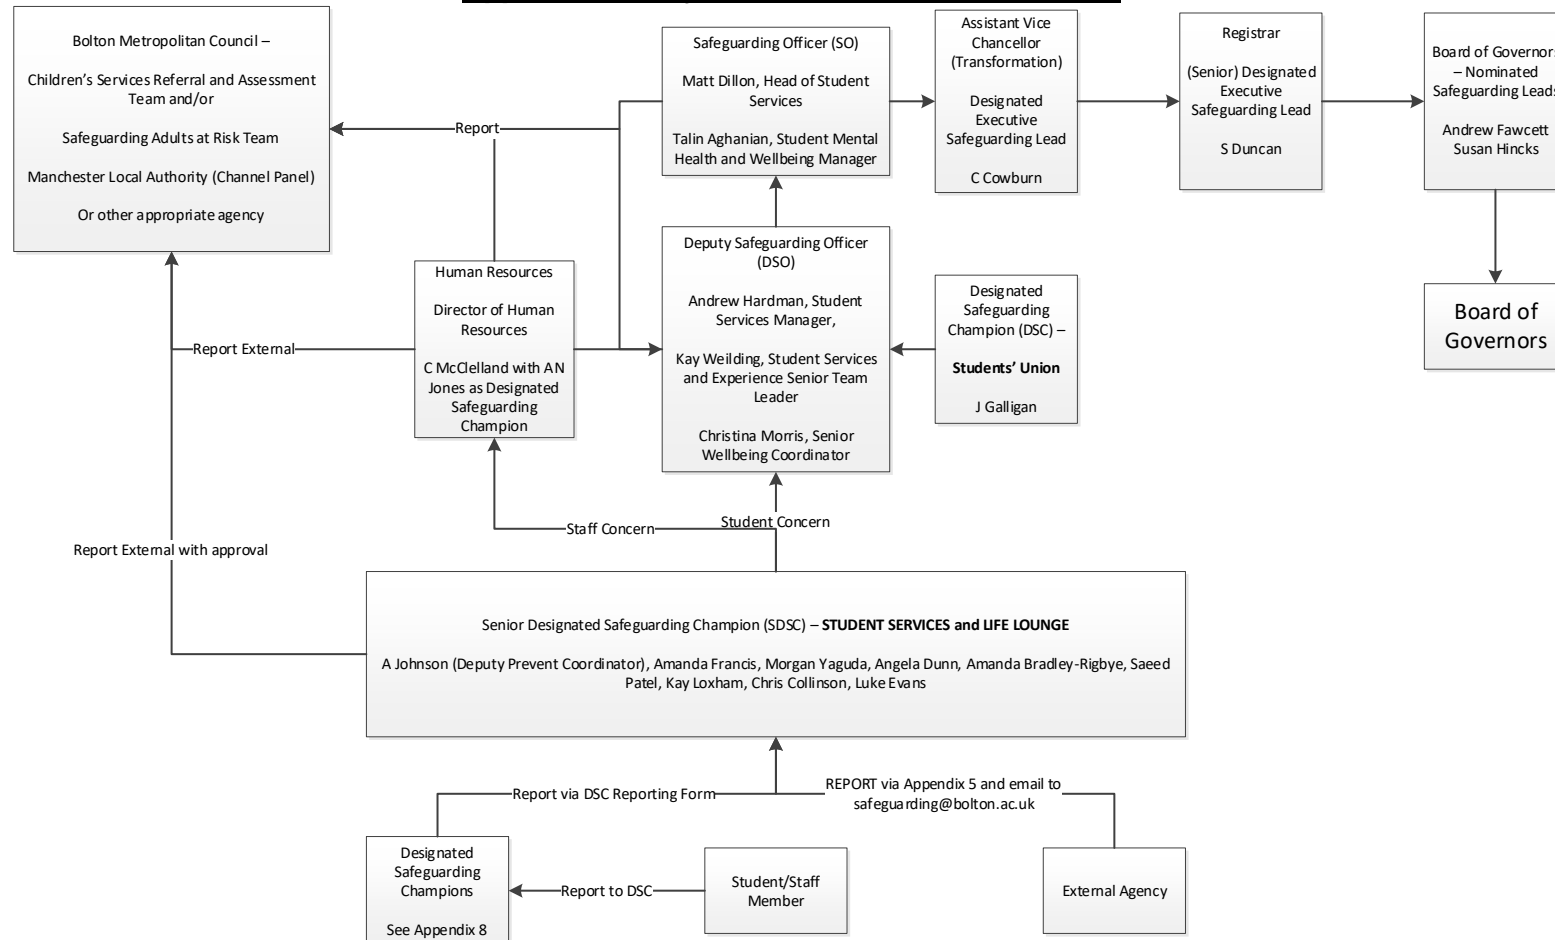 Bolton Metropolitan Council –
Children's Services Referral and Assessment
Team and/or
Safeguarding Adults at Risk Team
Manchester Local Authority (Channel Panel)
Or other appropriate agency
Safeguarding Officer (SO)
Matt Dillon, Head of Student
Services
Talin Aghanian, Student Mental
Health and Wellbeing Manager
Assistant Vice
Chancellor
(Transformation)
Designated
Executive
Safeguarding Lead
C Cowburn
Registrar
(Senior) Designated
Executive
Safeguarding Lead
S Duncan
Board of Governors
– Nominated
Safeguarding Leads
Andrew Fawcett
Susan Hincks
Report
Human Resources
Director of Human
Resources
C McClelland with AN
Jones as Designated
Safeguarding
Champion
Deputy Safeguarding Officer
(DSO)
Andrew Hardman, Student
Services Manager,
Kay Weilding, Student Services
and Experience Senior Team
Leader
Christina Morris, Senior
Wellbeing Coordinator
Designated
Safeguarding
Champion (DSC) –
Students' Union
J Galligan
Board of
Governors
Report External
Staff Concern
Student Concern
Report External with approval
Senior Designated Safeguarding Champion (SDSC) – STUDENT SERVICES and LIFE LOUNGE
A Johnson (Deputy Prevent Coordinator), Amanda Francis, Morgan Yaguda, Angela Dunn, Amanda Bradley-Rigbye, Saeed
Patel, Kay Loxham, Chris Collinson, Luke Evans
Report via DSC Reporting Form
REPORT via Appendix 5 and email to
safeguarding@bolton.ac.uk
Designated
Safeguarding
Champions
See Appendix 8
Report to DSC
Student/Staff
Member
External Agency